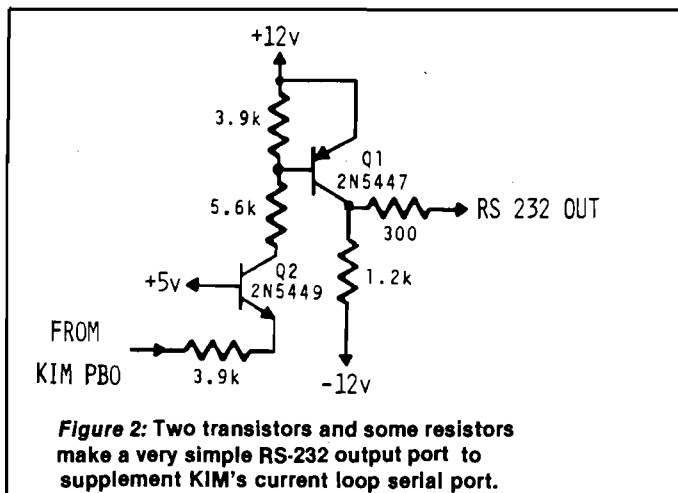 +12v
3.9k
Q1
2N5447
5.6k
RS 232 OUT
300
Q2
+5v
2N5449
1.2k
FROM
KIM PBO
3.9k
-12v
Figure 2: Two transistors and some resistors
make a very simple RS-232 output port to
supplement KIM's current loop serial port.